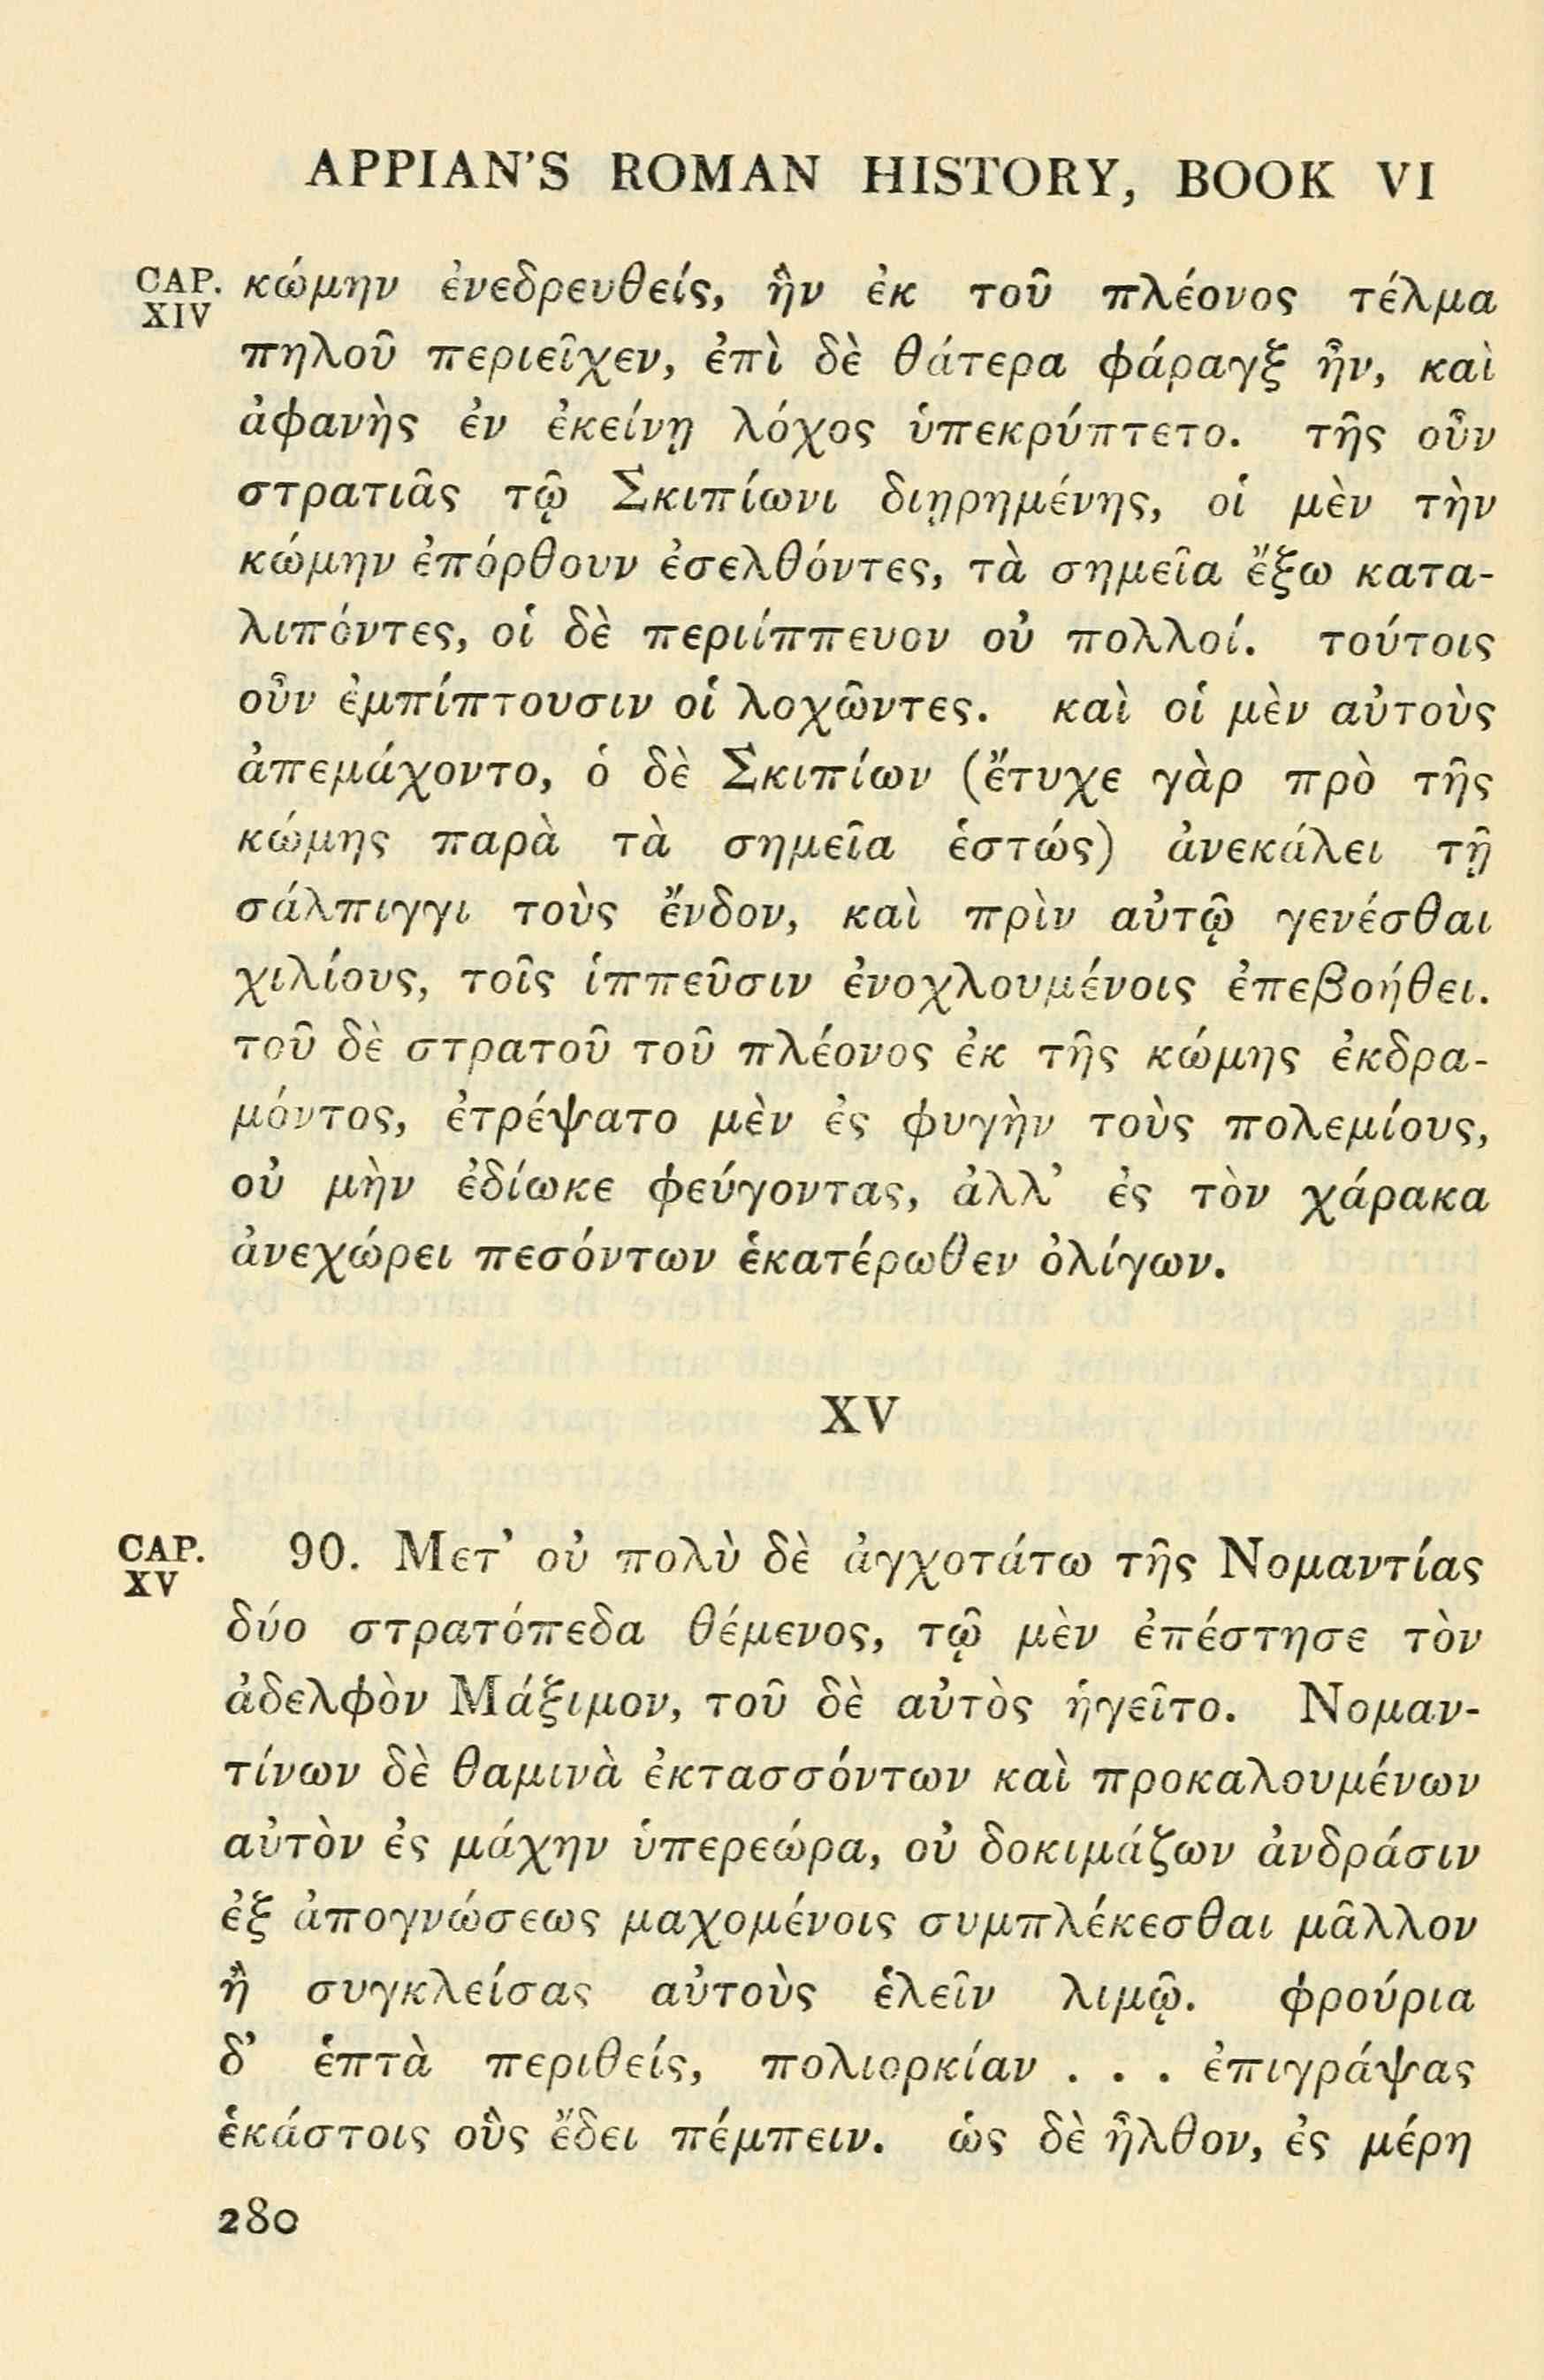 APPIAN'S ROMAN HISTORY, BOOK VI
CAP. XIV
κώμην ἐνεδρευθείς, ἣν ἐκ τοῦ πλέονος τέλμα
πηλοῦ περιεῖχεν, ἐπὶ δὲ θάτερα φάραγξ ἦν, καὶ
ἀφανὴς ἐν ἐκείνῃ λόχος ὑπεκρύπτετο. τῆς οὖν
στρατιᾶς τῷ Σκιπίωνι διῃρημένης, οἱ μὲν τὴν
κώμην ἐπόρθουν ἐσελθόντες, τὰ σημεῖα ἔξω κατα-
λιπόντες, οἱ δὲ περιίππευον οὐ πολλοί. τούτοις
οὖν ἐμπίπτουσιν οἱ λοχῶντες. καὶ οἱ μὲν αὐτοὺς
ἀπεμάχοντο, ὁ δὲ Σκιπίων (ἔτυχε γὰρ πρὸ τῆς
κώμης παρὰ τὰ σημεῖα ἑστώς) ἀνεκάλει τῇ
σάλπιγγι τοὺς ἔνδον, καὶ πρὶν αὐτῷ γενέσθαι
χιλίους, τοῖς ἱππεῦσιν ἐνοχλουμένοις ἐπεβοήθει.
τοῦ δὲ στρατοῦ τοῦ πλέονος ἐκ τῆς κώμης ἐκδρα-
μόντος, ἐτρέψατο μὲν ἐς φυγὴν τοὺς πολεμίους,
οὐ μὴν ἐδίωκε φεύγοντας, ἀλλ' ἐς τὸν χάρακα
ἀνεχώρει πεσόντων ἑκατέρωθεν ὀλίγων.
XV
CAP. XV
90. Μετ' οὐ πολὺ δὲ ἀγχοτάτω τῆς Νομαντίας
δύο στρατόπεδα θέμενος, τῷ μὲν ἐπέστησε τὸν
ἀδελφὸν Μάξιμον, τοῦ δὲ αὐτὸς ἡγεῖτο. Νομαν-
τίνων δὲ θαμινὰ ἐκτασσόντων καὶ προκαλουμένων
αὐτὸν ἐς μάχην ὑπερεώρα, οὐ δοκιμάζων ἀνδράσιν
ἐξ ἀπογνώσεως μαχομένοις συμπλέκεσθαι μᾶλλον
ἢ συγκλείσας αὐτοὺς ἑλεῖν λιμῷ. φρούρια
δ' ἑπτὰ περιθείς, πολιορκίαν . . . ἐπιγράψας
ἑκάστοις οὓς ἔδει πέμπειν. ὡς δὲ ἦλθον, ἐς μέρη
280